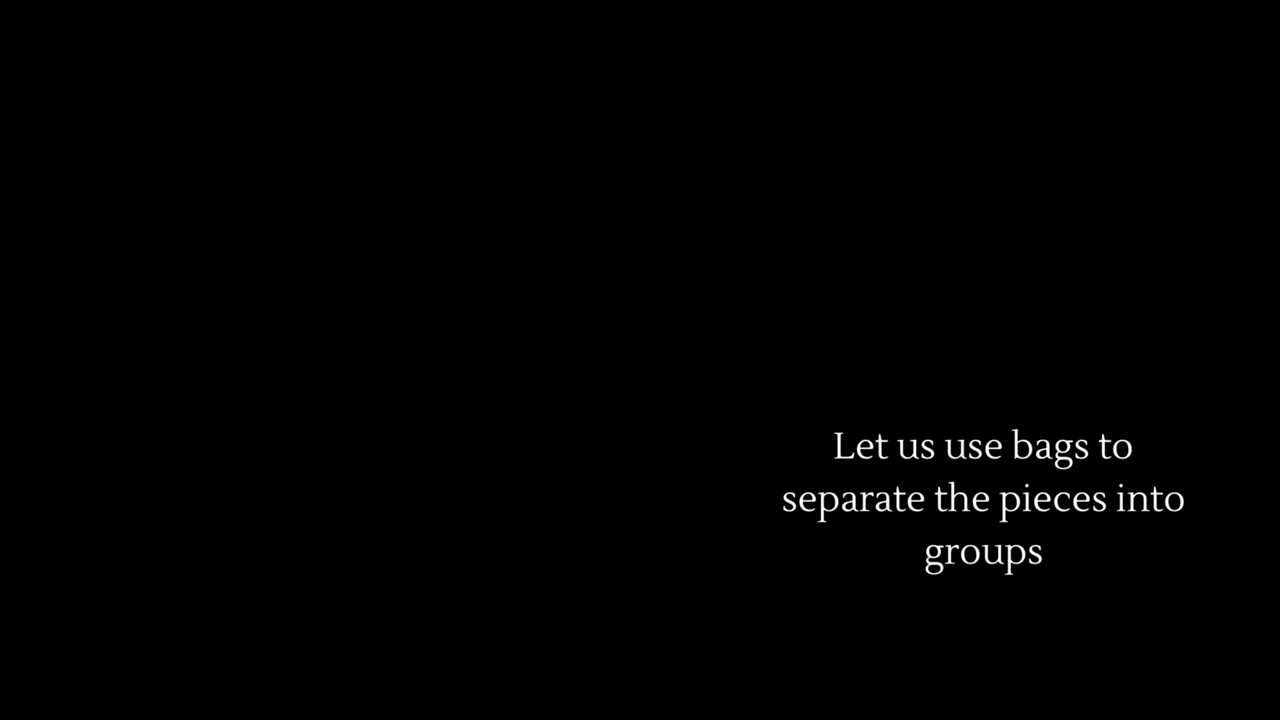 Let us use bags to
separate the pieces into
groups